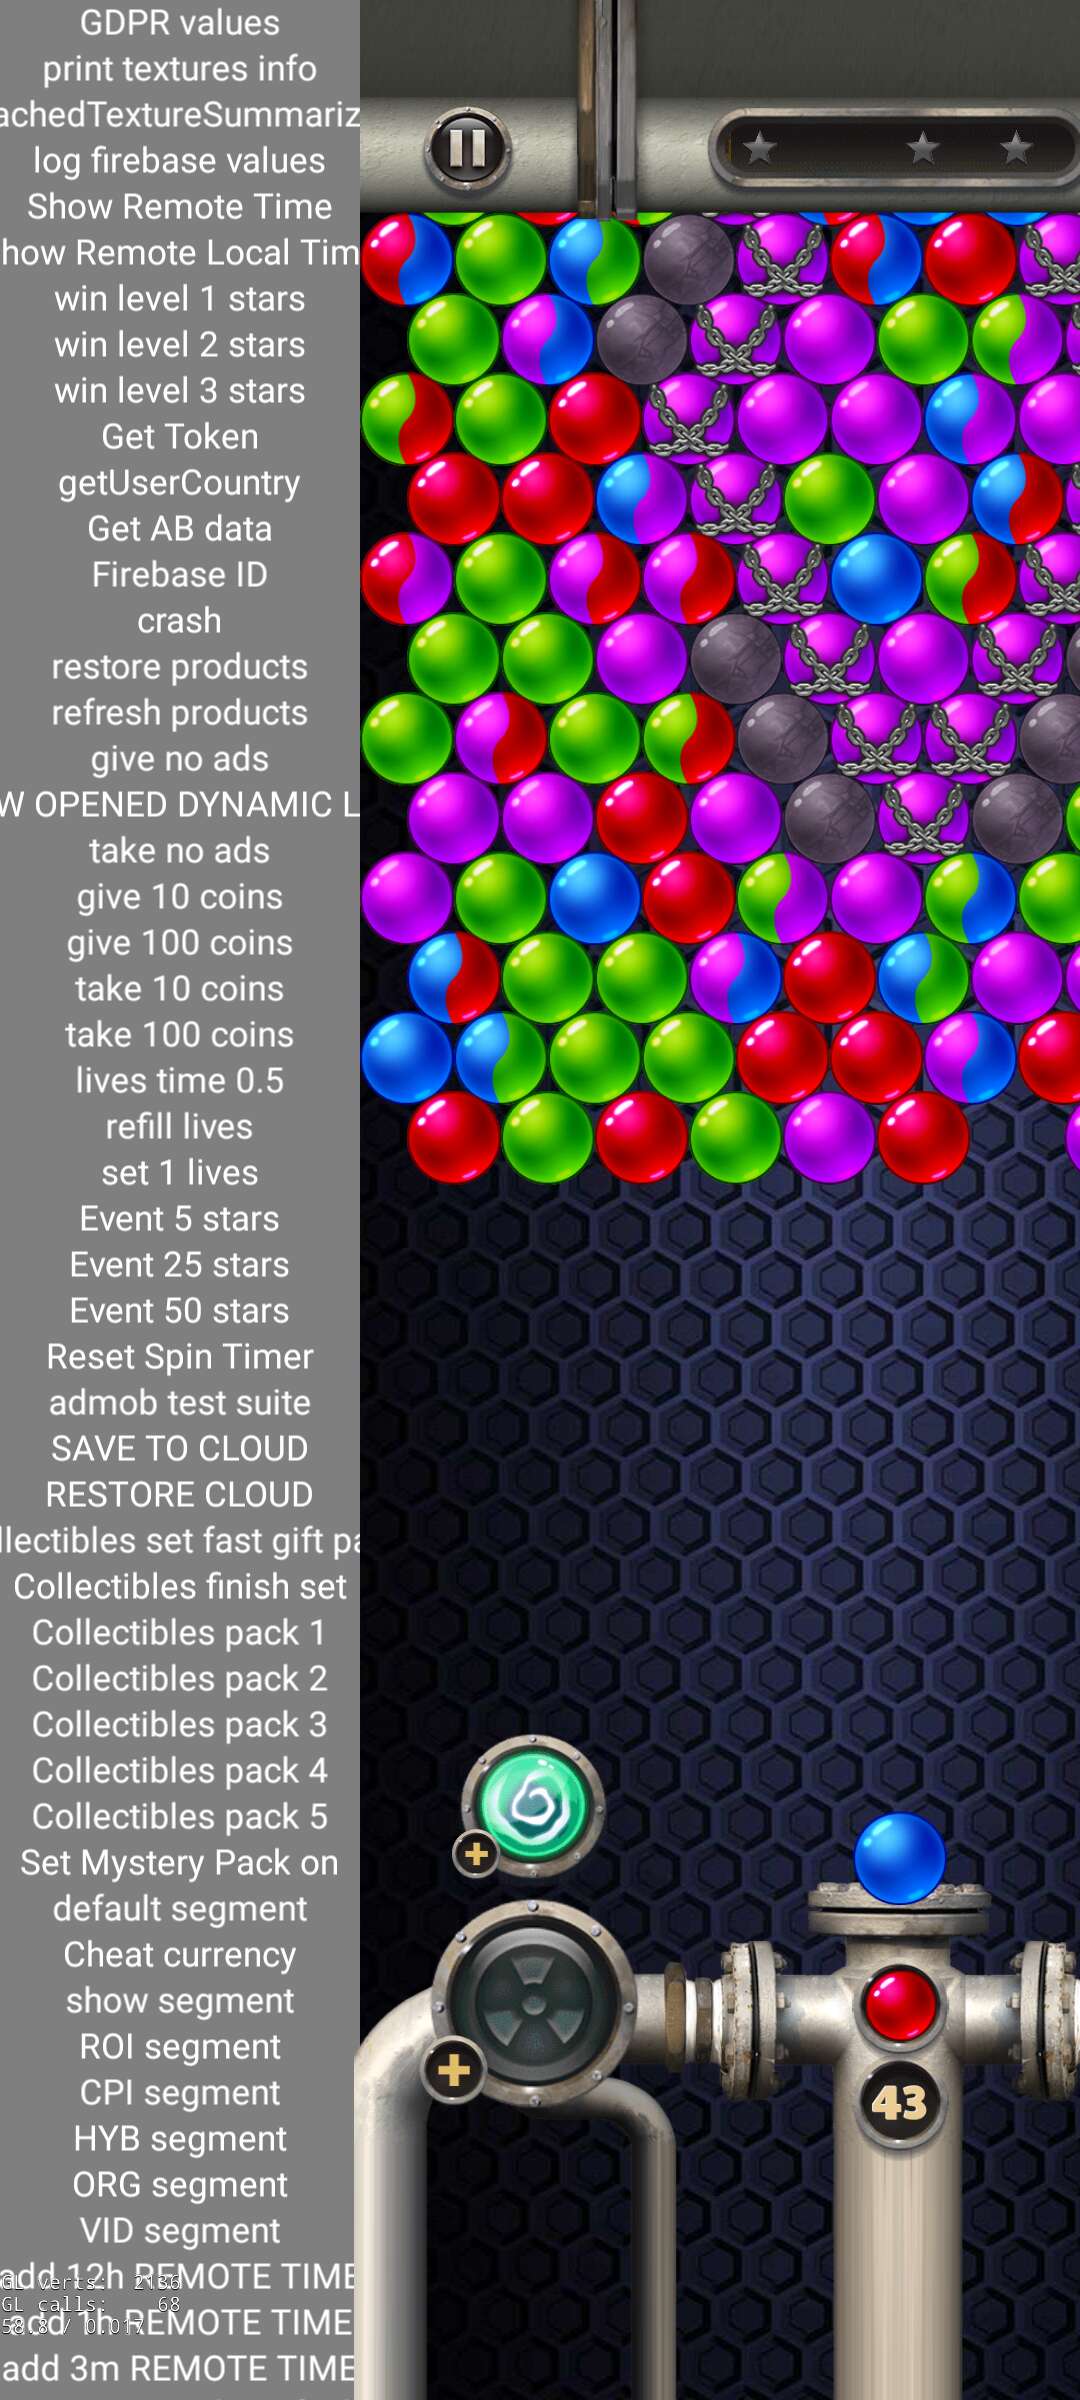 GDPR values
print textures info
achedTextureSummariz
log firebase values
Show Remote Time
how Remote Local Tim
win level 1 stars
win level 2 stars
win level 3 stars
Get Token
getUserCountry
Get AB data
Firebase ID
crash
restore products
refresh products
give no ads
W OPENED DYNAMIC L
take no ads
give 10 coins
give 100 coins
take 10 coins
take 100 coins
lives time 0.5
refill lives
set 1 lives
Event 5 stars
Event 25 stars
Event 50 stars
Reset Spin Timer
admob test suite
SAVE TO CLOUD
RESTORE CLOUD
llectibles set fast gift pa
Collectibles finish set
Collectibles pack 1
Collectibles pack 2
Collectibles pack 3
Collectibles pack 4
Collectibles pack 5
Set Mystery Pack on
default segment
Cheat currency
show segment
ROI segment
CPI segment
43
HYB segment
ORG segment
VID segment
add 12h REMOTE TIME
GL verts: 2136
GL calls: 68
add 1h REMOTE TIME
58.8 / 0.017
add 3m REMOTE TIME